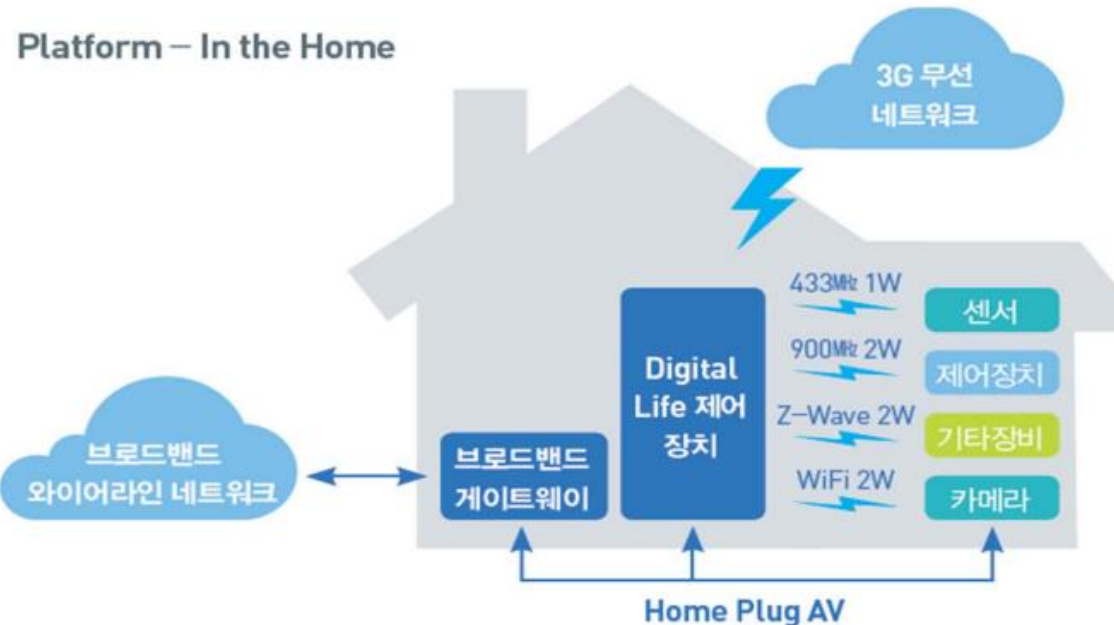 Platform – In the Home
3G 무선
네트워크
433㎒ 1W
센서
900㎒ 2W
제어장치
Digital
Life 제어
장치
Z–Wave 2W
기타장비
WiFi 2W
카메라
브로드밴드
와이어라인 네트워크
브로드밴드
게이트웨이
Home Plug AV